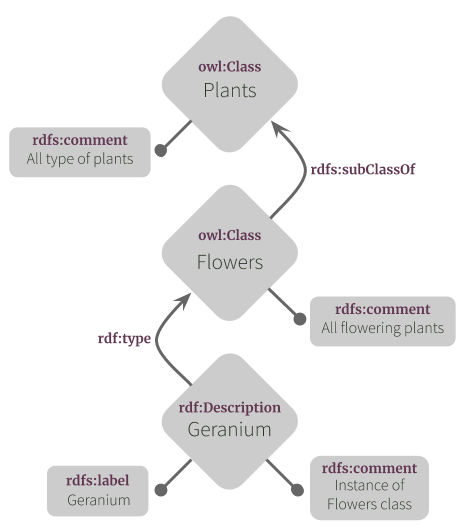 owl:Class
Plants
rdfs:comment
All type of plants
rdfs:subClassOf
owl:Class
Flowers
rdfs:comment
All flowering plants
rdf:type
rdf:Description
Geranium
rdfs:label
Geranium
rdfs:comment
Instance of
Flowers class